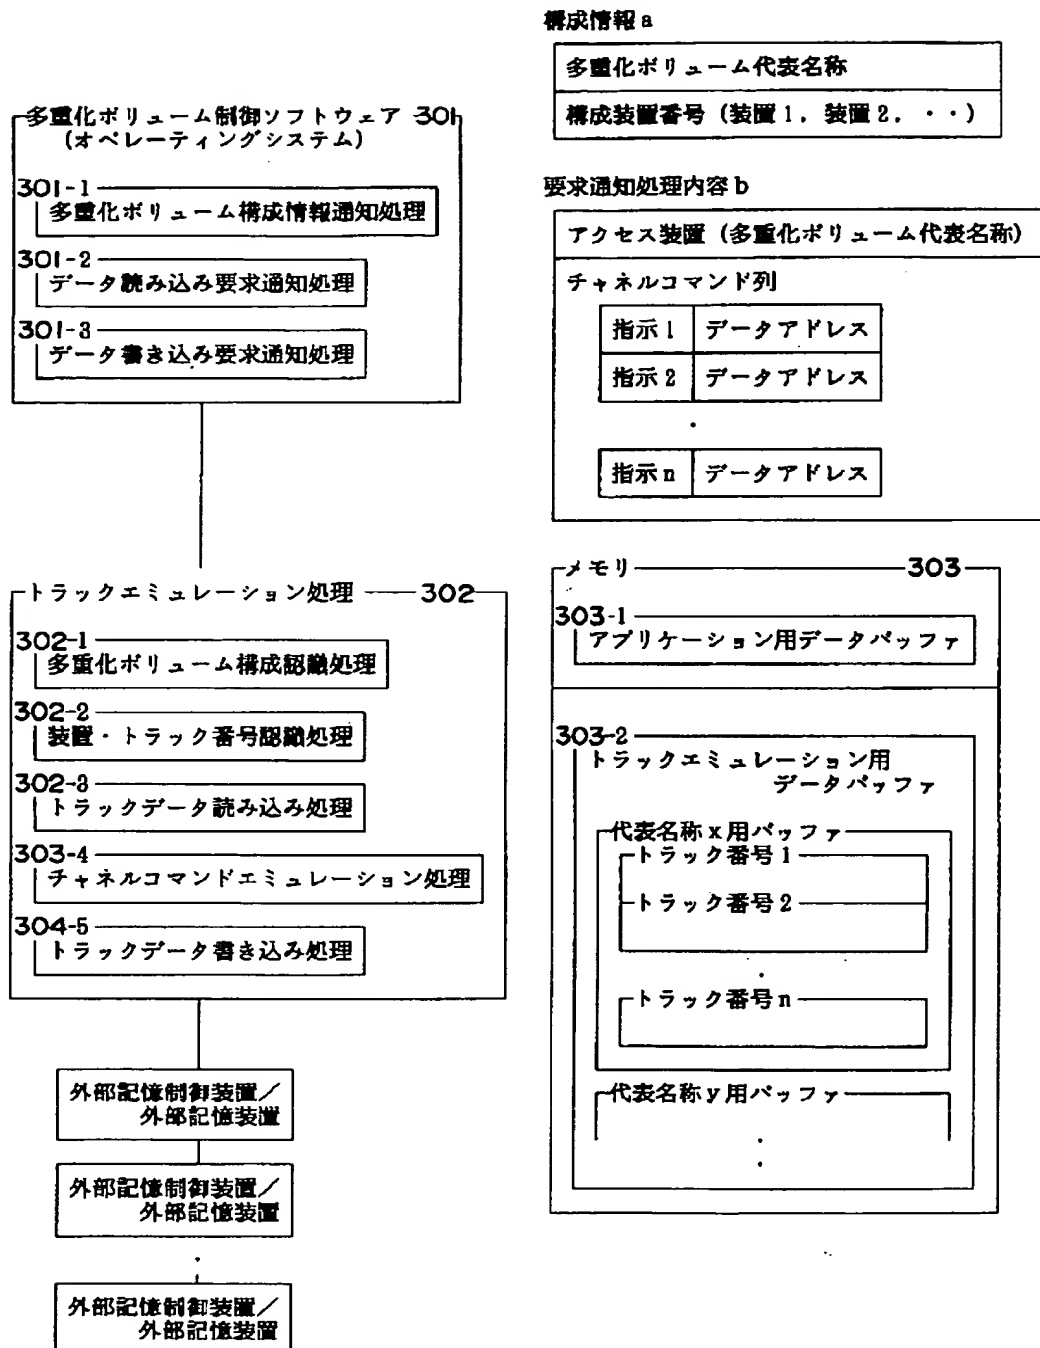 多重化ボリューム制御ソフトウェア 301
(オペレーティングシステム)
301-1
多重化ボリューム構成情報通知処理
301-2
データ読み込み要求通知処理
301-3
データ書き込み要求通知処理
トラックエミュレーション処理 302
302-1
多重化ボリューム構成認識処理
302-2
装置・トラック番号認識処理
302-3
トラックデータ読み込み処理
303-4
チャネルコマンドエミュレーション処理
304-5
トラックデータ書き込み処理
外部記憶制御装置/
外部記憶装置
外部記憶制御装置/
外部記憶装置
外部記憶制御装置/
外部記憶装置
構成情報a
多重化ボリューム代表名称
構成装置番号(装置1, 装置2, ・・)
要求通知処理内容b
アクセス装置(多重化ボリューム代表名称)
チャネルコマンド列
指示1 データアドレス
指示2 データアドレス
指示n データアドレス
メモリ 303
303-1
アプリケーション用データバッファ
303-2
トラックエミュレーション用
データバッファ
代表名称x用バッファ
トラック番号1
トラック番号2
トラック番号n
代表名称y用バッファ